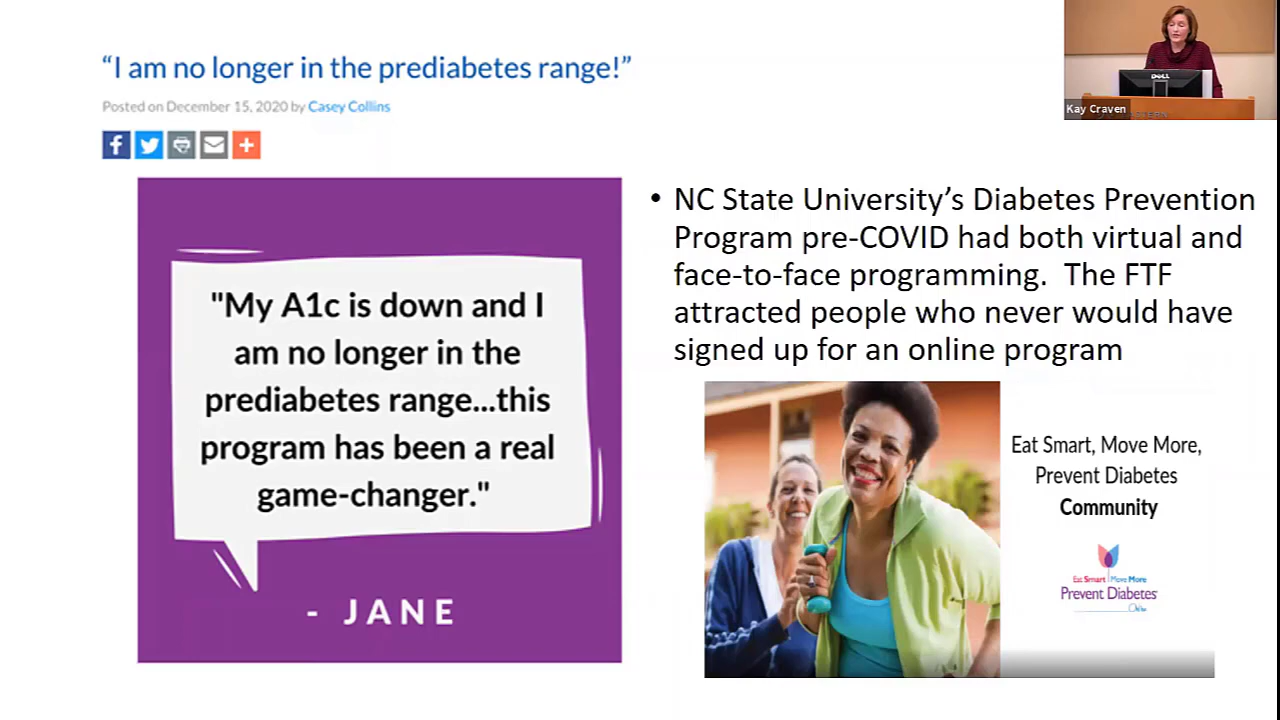 “I am no longer in the prediabetes range!”
Posted on December 15, 2020 by Casey Collins
"My A1c is down and I
am no longer in the
prediabetes range...this
program has been a real
game-changer."
- JANE
DELL
Kay Craven
• NC State University’s Diabetes Prevention
Program pre-COVID had both virtual and
face-to-face programming. The FTF
attracted people who never would have
signed up for an online program
Eat Smart, Move More,
Prevent Diabetes
Community
Eat Smart Move More
Prevent Diabetes